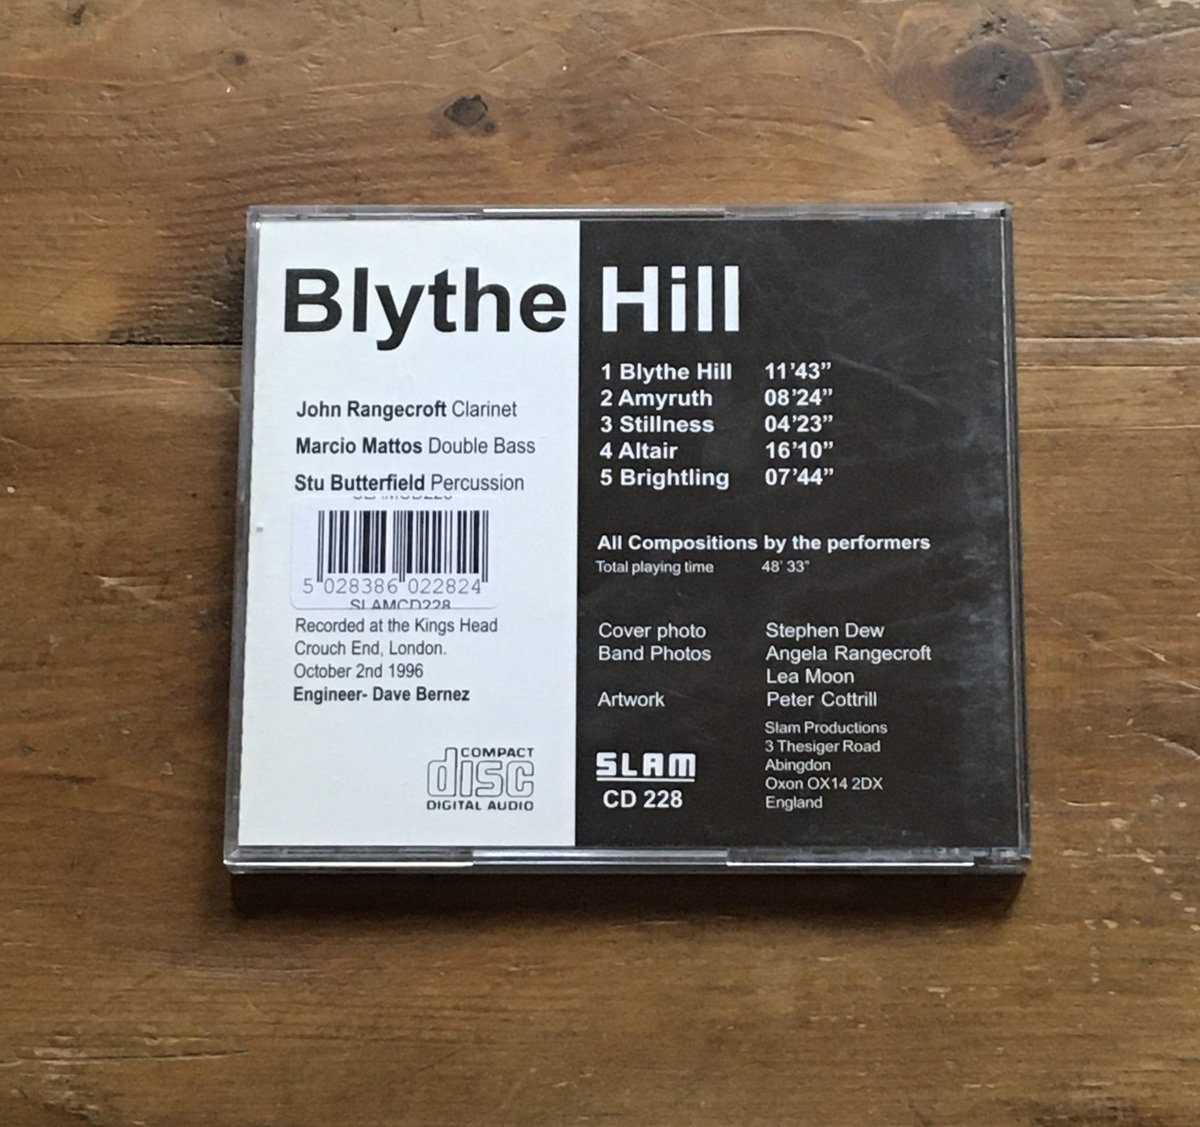 Blythe Hill
John Rangecroft Clarinet
Marcio Mattos Double Bass
Stu Butterfield Percussion
5 028386 022824
SLAMCD228
Recorded at the Kings Head
Crouch End, London.
October 2nd 1996
Engineer- Dave Bernez
COMPACT
disc
DIGITAL AUDIO
1 Blythe Hill 11’43”
2 Amyruth 08’24”
3 Stillness 04’23”
4 Altair 16’10”
5 Brightling 07’44”
All Compositions by the performers
Total playing time 48' 33"
Cover photo Stephen Dew
Band Photos Angela Rangecroft
Lea Moon
Artwork Peter Cottrill
SLAM
CD 228
Slam Productions
3 Thesiger Road
Abingdon
Oxon OX14 2DX
England